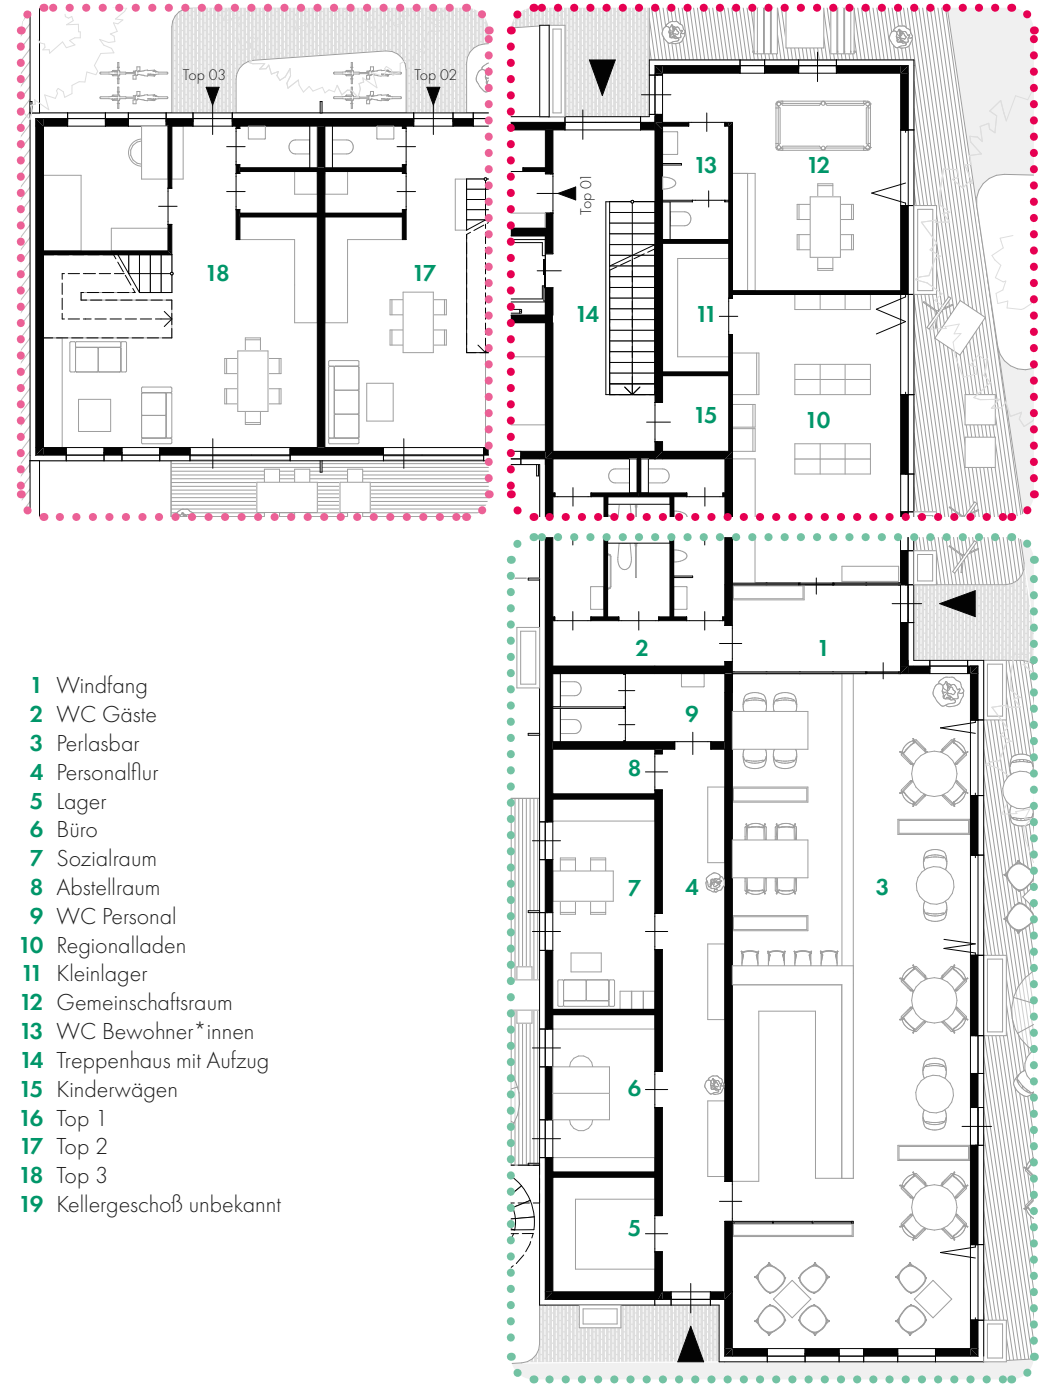 Top 03
Top 02
Top 01
13
12
18
17
14
11
15
10
2
1
9
8
7
4
3
6
5
1 Windfang
2 WC Gäste
3 Perlasbar
4 Personalflur
5 Lager
6 Büro
7 Sozialraum
8 Abstellraum
9 WC Personal
10 Regionalladen
11 Kleinlager
12 Gemeinschaftsraum
13 WC Bewohner*innen
14 Treppenhaus mit Aufzug
15 Kinderwägen
16 Top 1
17 Top 2
18 Top 3
19 Kellergeschoß unbekannt